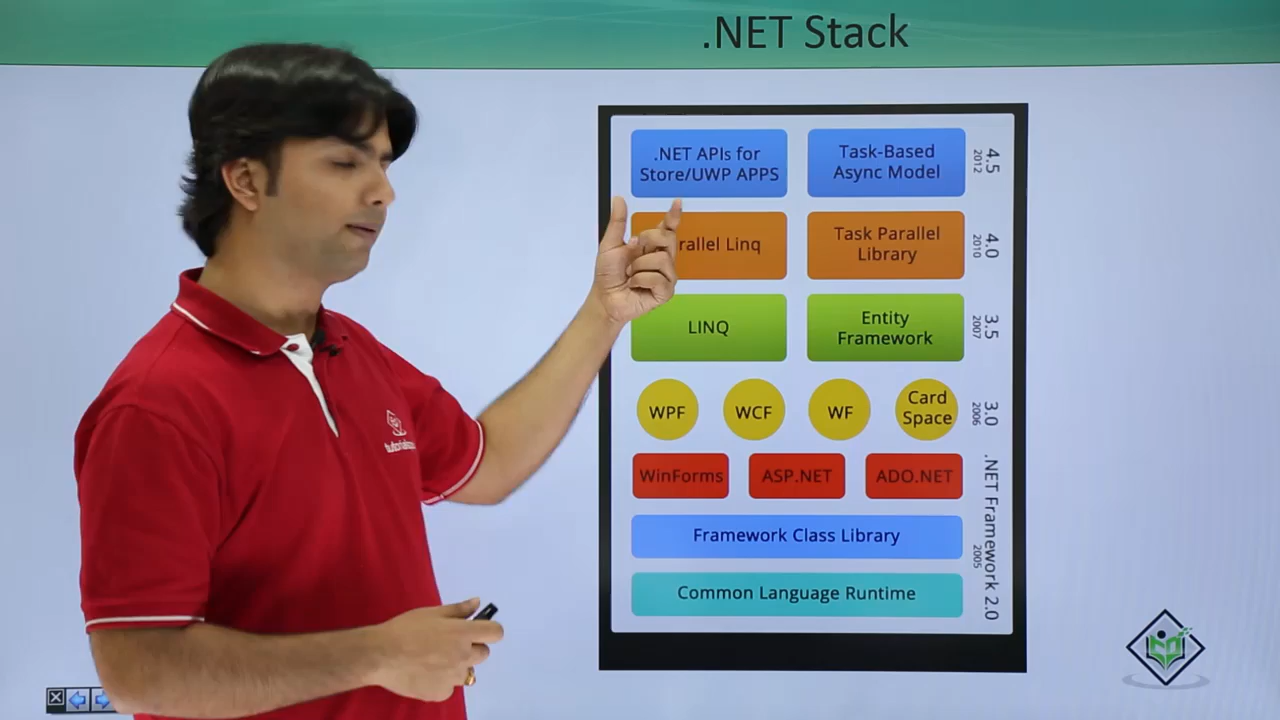 .NET Stack
.NET APIs for
Store/UWP APPS
Task-Based
Async Model
4.5
2012
rallel Linq
Task Parallel
Library
4.0
2010
LINQ
Entity
Framework
3.5
2007
WPF
WCF
WF
Card
Space
3.0
2006
WinForms
ASP.NET
ADO.NET
Framework Class Library
Common Language Runtime
.NET Framework 2.0
2005